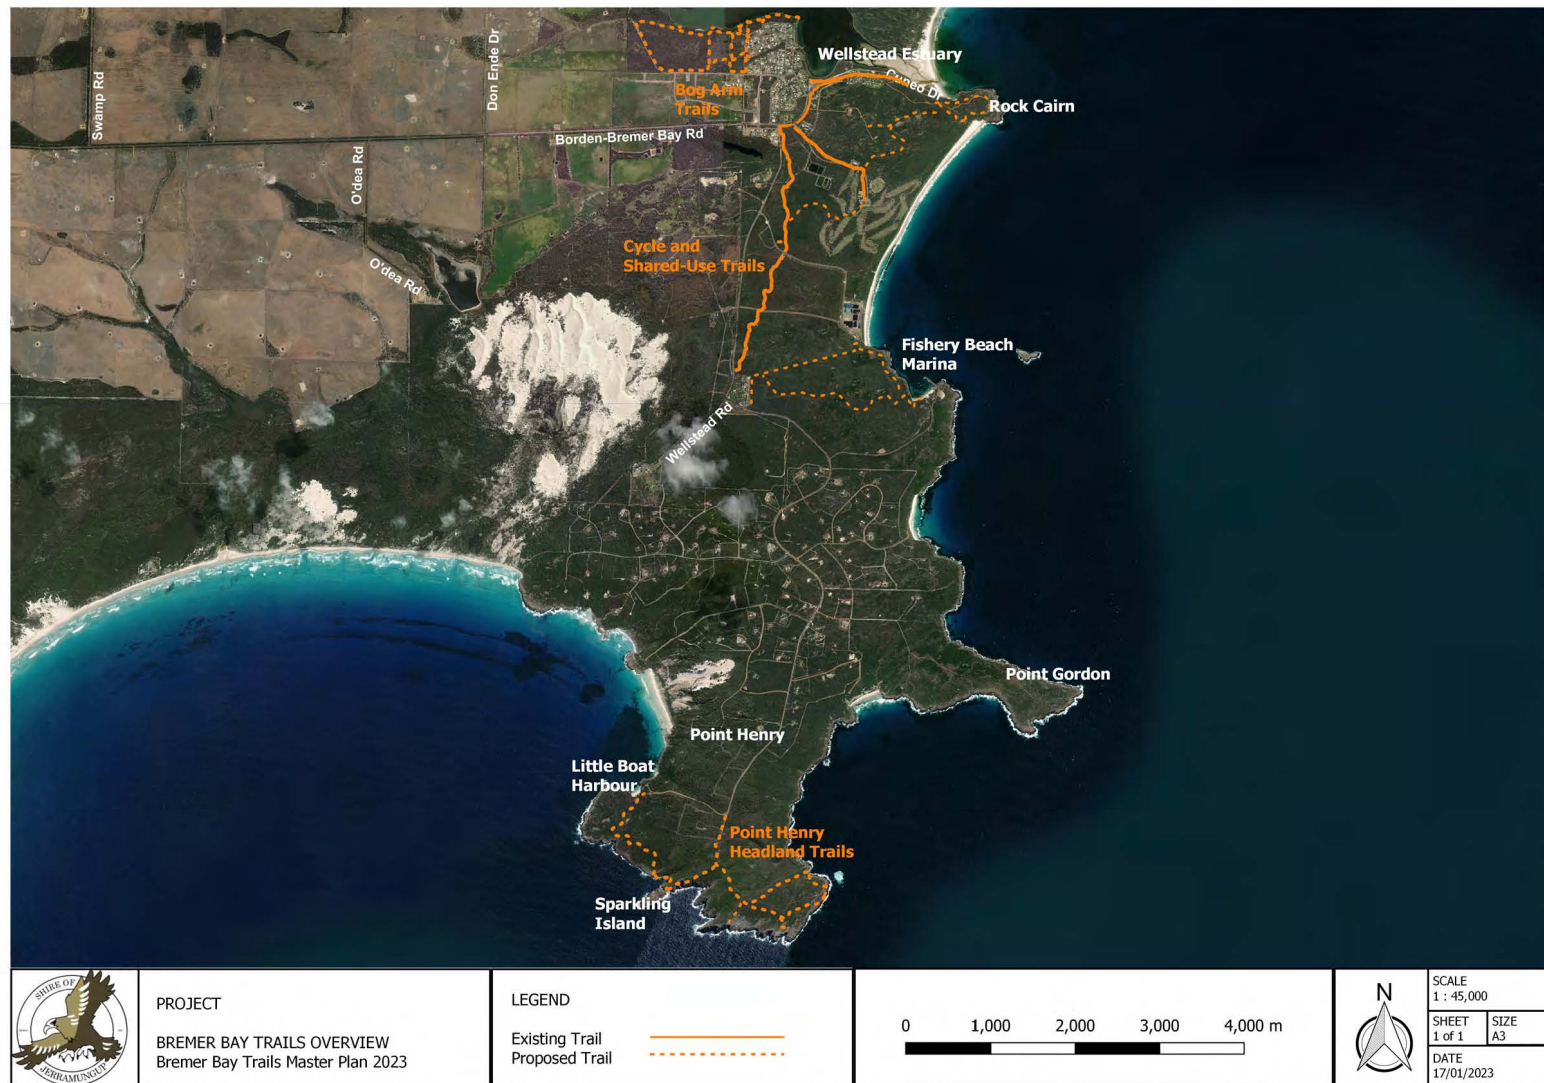 Wellstead Estuary
Cuneo Dr
Rock Cairn
Swamp Rd
Don Ende Dr
Bog Arm
Trails
Borden-Bremer Bay Rd
O'dea Rd
O'dea Rd
Cycle and
Shared-Use Trails
Fishery Beach
Marina
Wellstead Rd
Point Gordon
Point Henry
Little Boat
Harbour
Point Henry
Headland Trails
Sparkling
Island
SHIRE OF
JERRAMUNGUP
PROJECT
BREMER BAY TRAILS OVERVIEW
Bremer Bay Trails Master Plan 2023
LEGEND
Existing Trail
Proposed Trail
0 1,000 2,000 3,000 4,000 m
N
SCALE
1 : 45,000
SHEET
1 of 1
SIZE
A3
DATE
17/01/2023